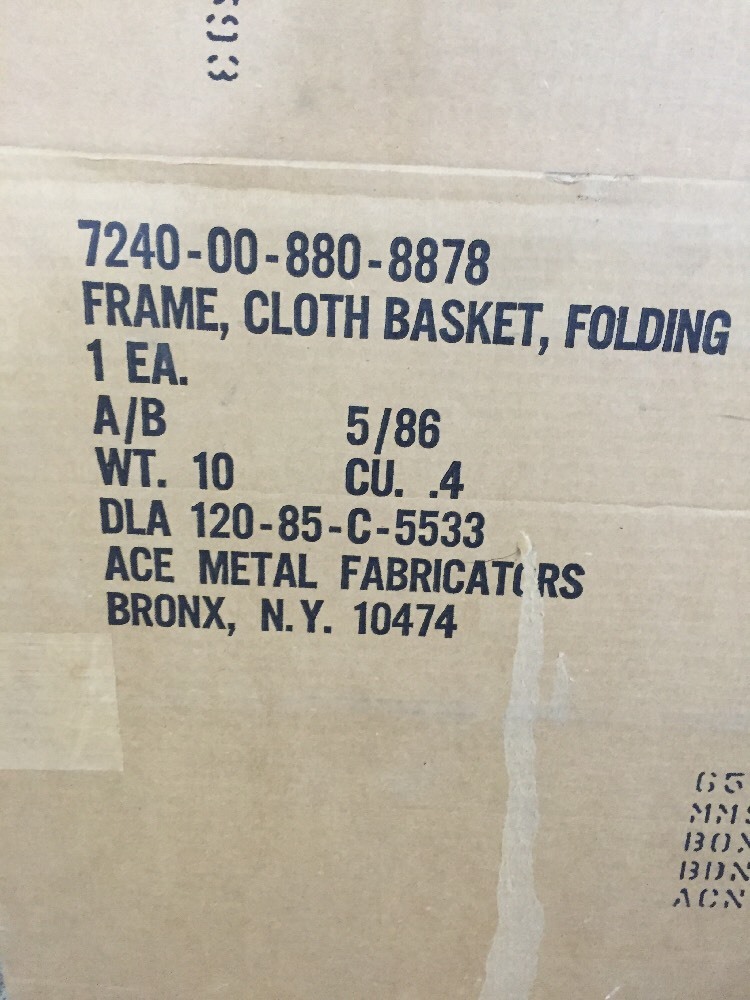 7240-00-880-8878
FRAME, CLOTH BASKET, FOLDING
1 EA.
A/B 5/86
WT. 10 CU. .4
DLA 120-85-C-5533
ACE METAL FABRICATORS
BRONX, N.Y. 10474